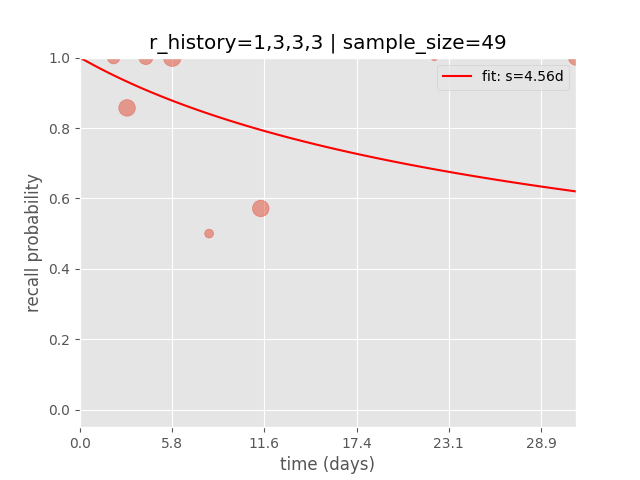 r_history=1,3,3,3 | sample_size=49
fit: s=4.56d
1.0
0.8
0.6
0.4
0.2
0.0
recall probability
0.0 5.8 11.6 17.4 23.1 28.9
time (days)